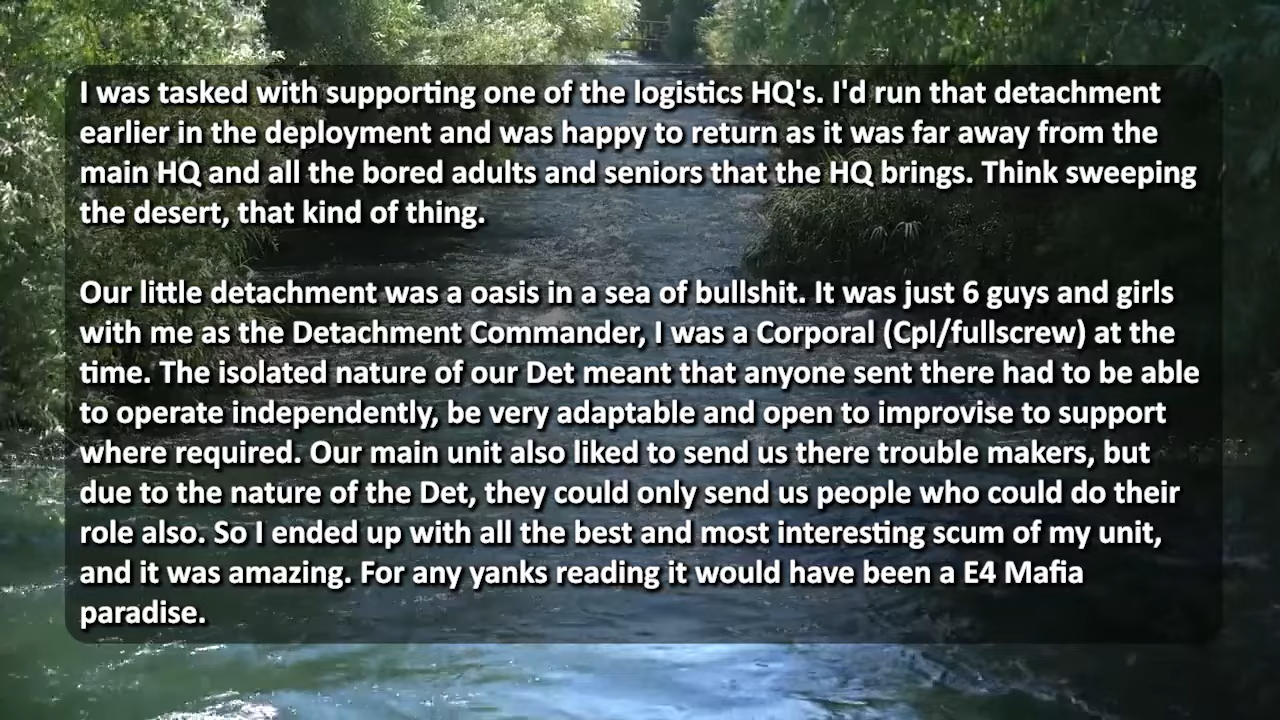 I was tasked with supporting one of the logistics HQ's. I'd run that detachment
earlier in the deployment and was happy to return as it was far away from the
main HQ and all the bored adults and seniors that the HQ brings. Think sweeping
the desert, that kind of thing.
Our little detachment was a oasis in a sea of bullshit. It was just 6 guys and girls
with me as the Detachment Commander, I was a Corporal (Cpl/fullscrew) at the
time. The isolated nature of our Det meant that anyone sent there had to be able
to operate independently, be very adaptable and open to improvise to support
where required. Our main unit also liked to send us there trouble makers, but
due to the nature of the Det, they could only send us people who could do their
role also. So I ended up with all the best and most interesting scum of my unit,
and it was amazing. For any yanks reading it would have been a E4 Mafia
paradise.